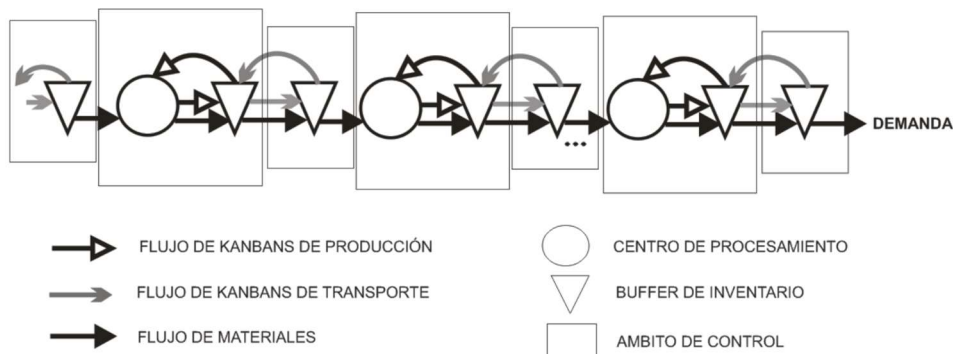 DEMANDA
...
FLUJO DE KANBANS DE PRODUCCIÓN
CENTRO DE PROCESAMIENTO
FLUJO DE KANBANS DE TRANSPORTE
BUFFER DE INVENTARIO
FLUJO DE MATERIALES
AMBITO DE CONTROL